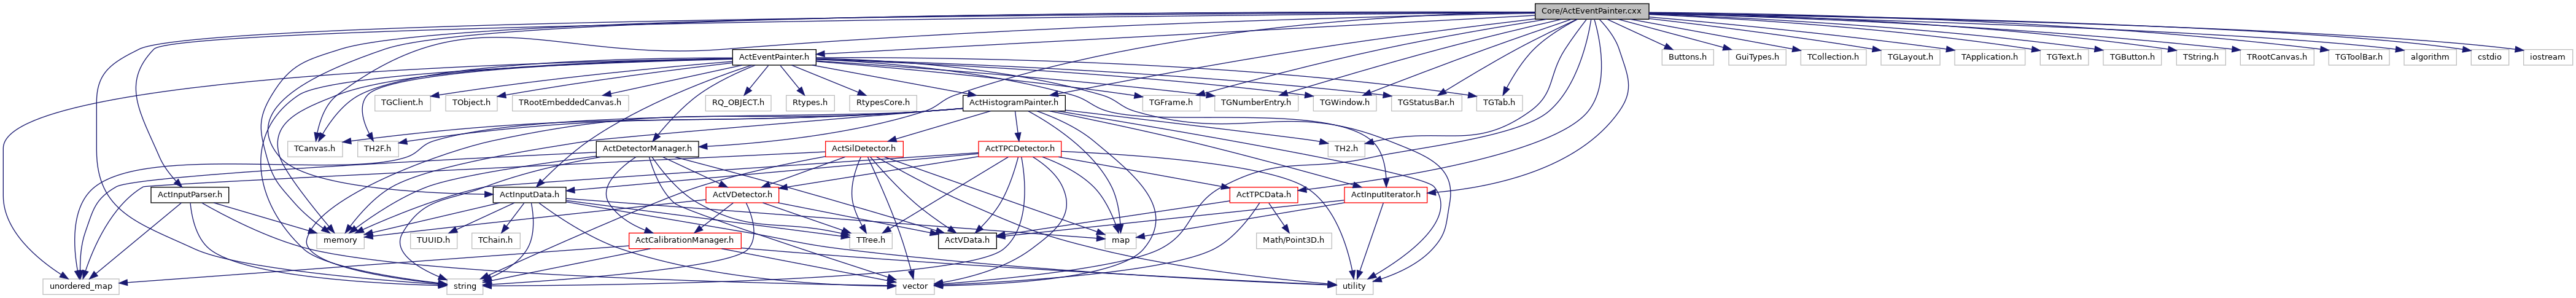 Core/ActEventPainter.cxx
ActEventPainter.h
Buttons.h
GuiTypes.h
TCollection.h
TGLayout.h
TApplication.h
TGText.h
TGButton.h
TString.h
TRootCanvas.h
TGToolBar.h
algorithm
cstdio
iostream
TGClient.h
TObject.h
TRootEmbeddedCanvas.h
RQ_OBJECT.h
Rtypes.h
RtypesCore.h
ActHistogramPainter.h
TGFrame.h
TGNumberEntry.h
TGWindow.h
TGStatusBar.h
TGTab.h
TCanvas.h
TH2F.h
ActDetectorManager.h
ActSilDetector.h
ActTPCDetector.h
TH2.h
ActInputParser.h
ActInputData.h
ActVDetector.h
ActTPCData.h
ActInputIterator.h
memory
TUUID.h
TChain.h
ActCalibrationManager.h
TTree.h
ActVData.h
map
Math/Point3D.h
unordered_map
string
vector
utility